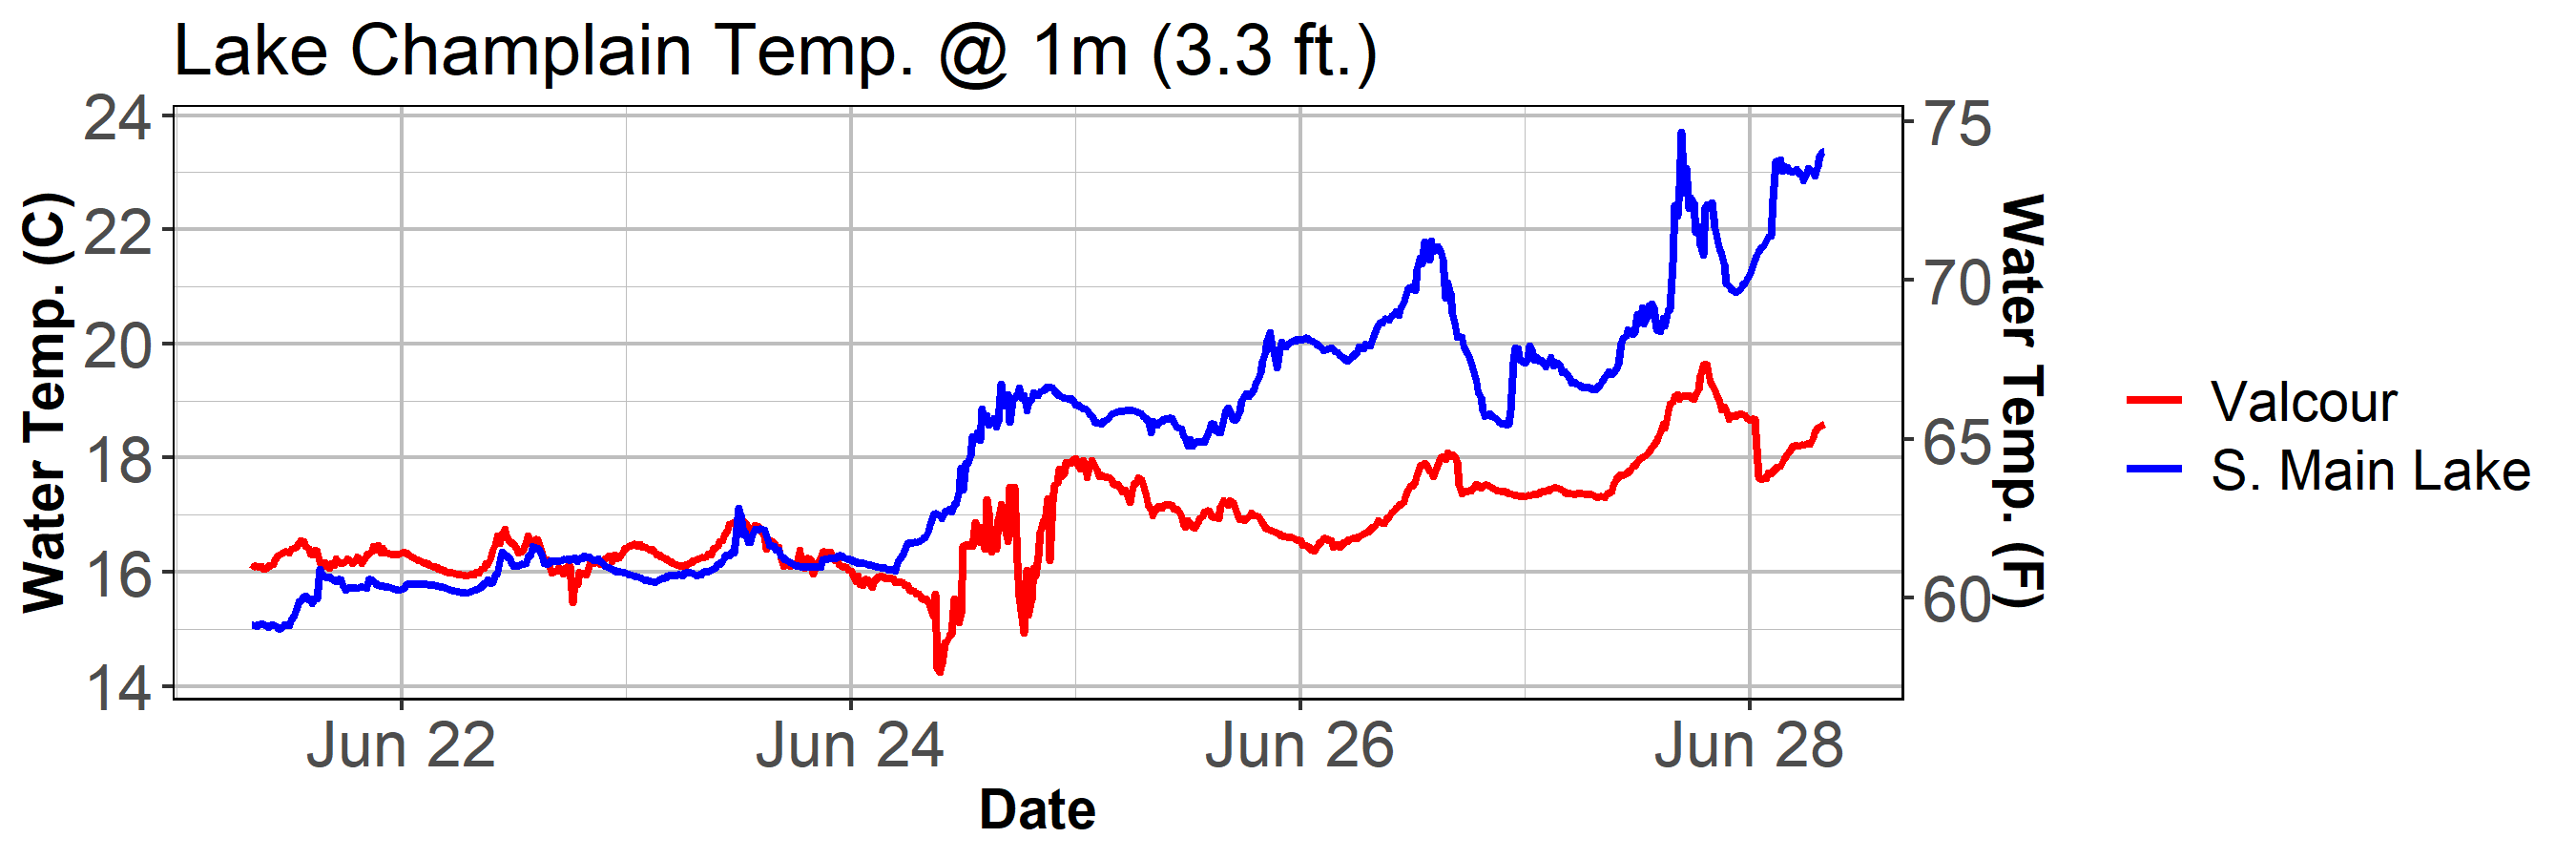 Lake Champlain Temp. @ 1m (3.3 ft.)
Water Temp. (C)
24
22
20
18
16
14
75
70
65
60
Water Temp. (F)
Jun 22
Jun 24
Jun 26
Jun 28
Date
Valcour
S. Main Lake